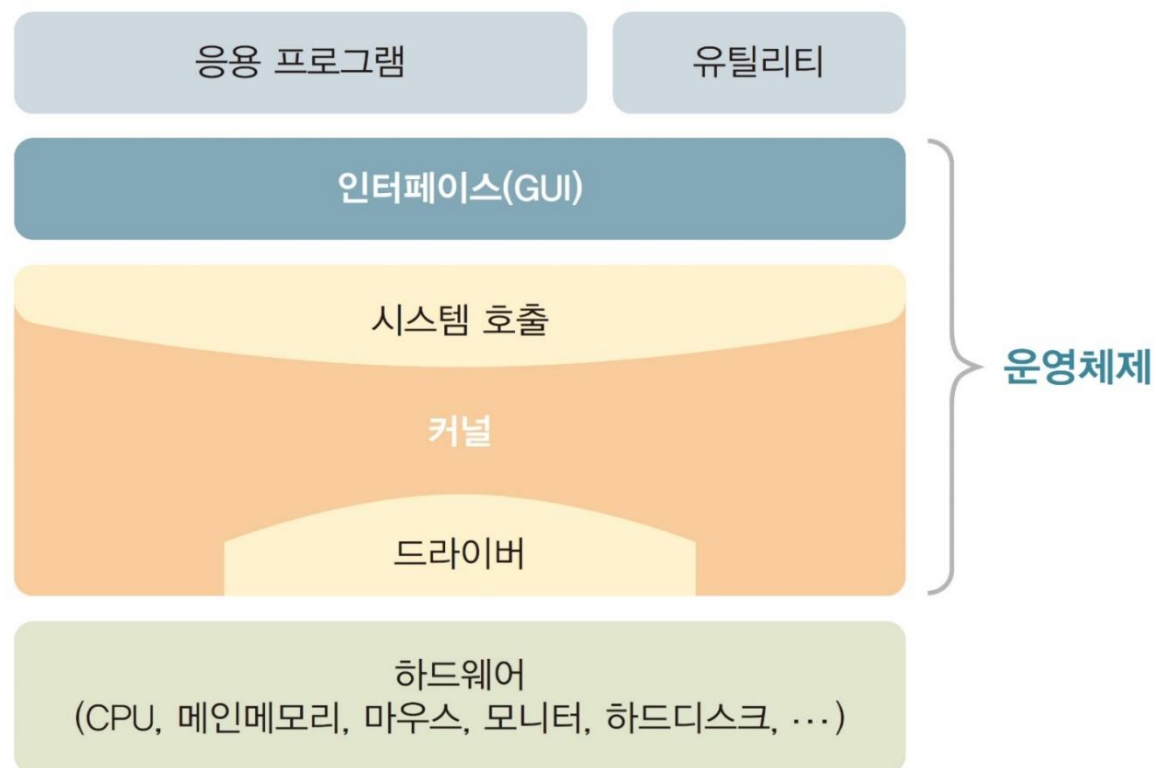 응용 프로그램
유틸리티
인터페이스(GUI)
시스템 호출
커널
드라이버
운영체제
하드웨어
(CPU, 메인메모리, 마우스, 모니터, 하드디스크, …)